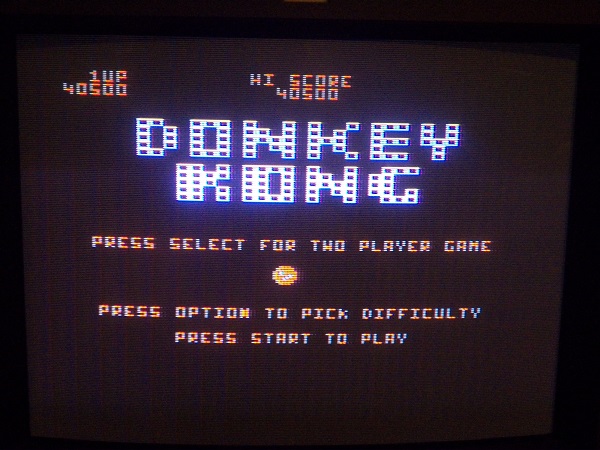 1UP
HI SCORE
40500
40500
DONKEY
KONG
PRESS SELECT FOR TWO PLAYER GAME
PRESS OPTION TO PICK DIFFICULTY
PRESS START TO PLAY